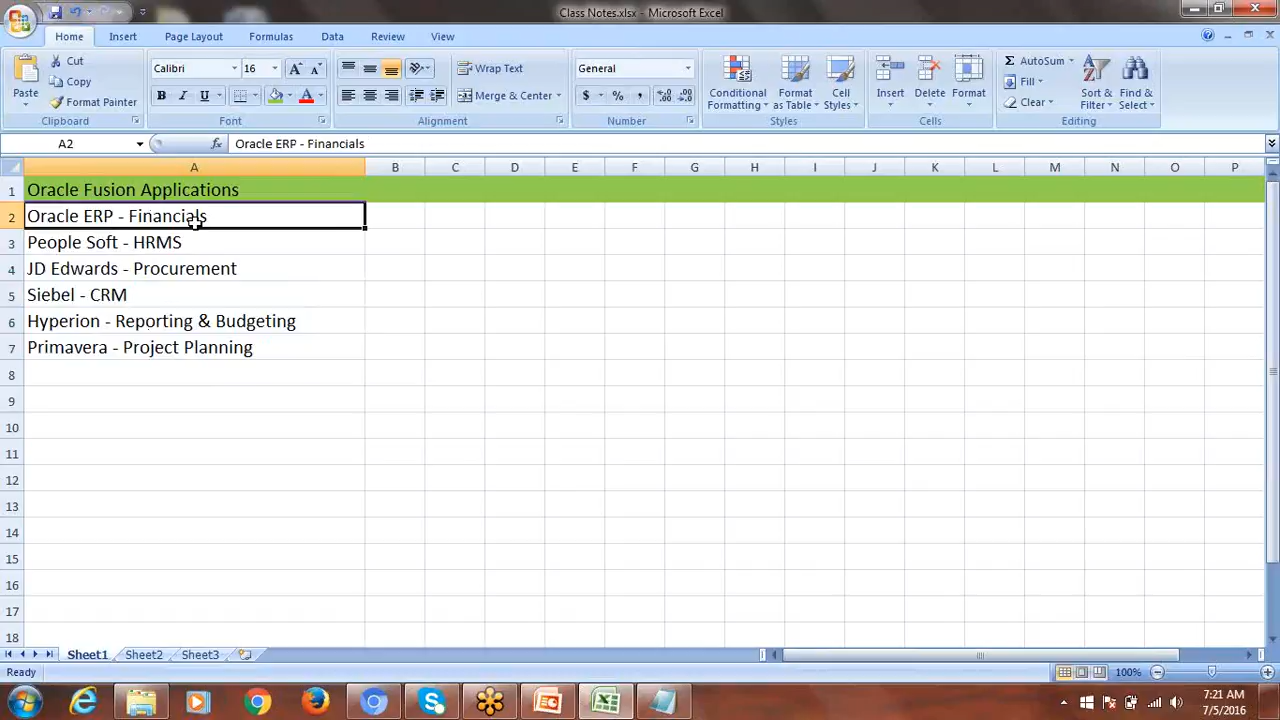 Class Notes.xlsx - Microsoft Excel
Home Insert Page Layout Formulas Data Review View
Paste Cut Copy Format Painter Clipboard
Calibri 16 A A B I U A Font
Wrap Text Merge & Center Alignment
General $ % , .0 .00 .00 .0 Number
Conditional Formatting Format as Table Cell Styles Styles
Insert Delete Format Cells
Σ AutoSum Fill Clear Sort & Filter Find & Select Editing
A2 fx Oracle ERP - Financials
A B C D E F G H I J K L M N O P
1 Oracle Fusion Applications
2 Oracle ERP - Financials
3 People Soft - HRMS
4 JD Edwards - Procurement
5 Siebel - CRM
6 Hyperion - Reporting & Budgeting
7 Primavera - Project Planning
8
9
10
11
12
13
14
15
16
17
18
Sheet1 Sheet2 Sheet3
Ready 100%
7:21 AM
7/5/2016